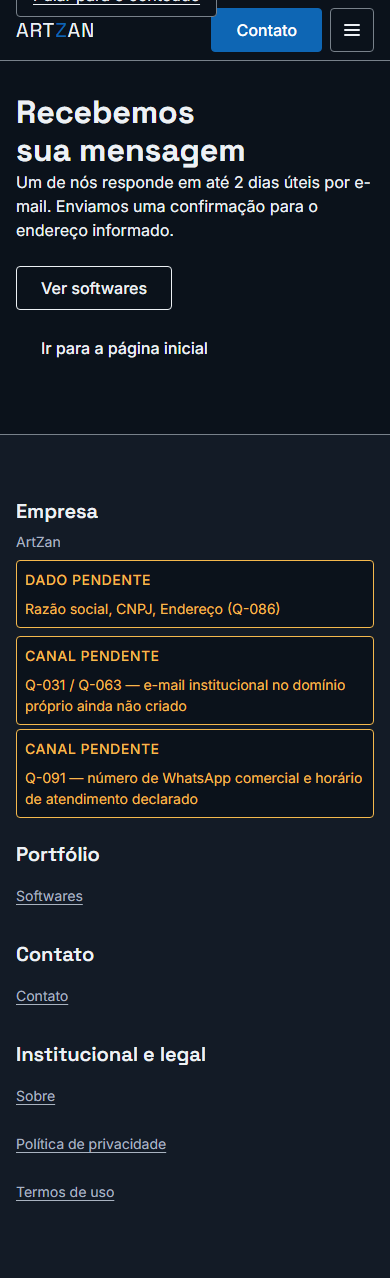 ARTZAN
Contato
Recebemos
sua mensagem
Um de nós responde em até 2 dias úteis por e-
mail. Enviamos uma confirmação para o
endereço informado.
Ver softwares
Ir para a página inicial
Empresa
ArtZan
DADO PENDENTE
Razão social, CNPJ, Endereço (Q-086)
CANAL PENDENTE
Q-031 / Q-063 — e-mail institucional no domínio
próprio ainda não criado
CANAL PENDENTE
Q-091 — número de WhatsApp comercial e horário
de atendimento declarado
Portfólio
Softwares
Contato
Contato
Institucional e legal
Sobre
Política de privacidade
Termos de uso